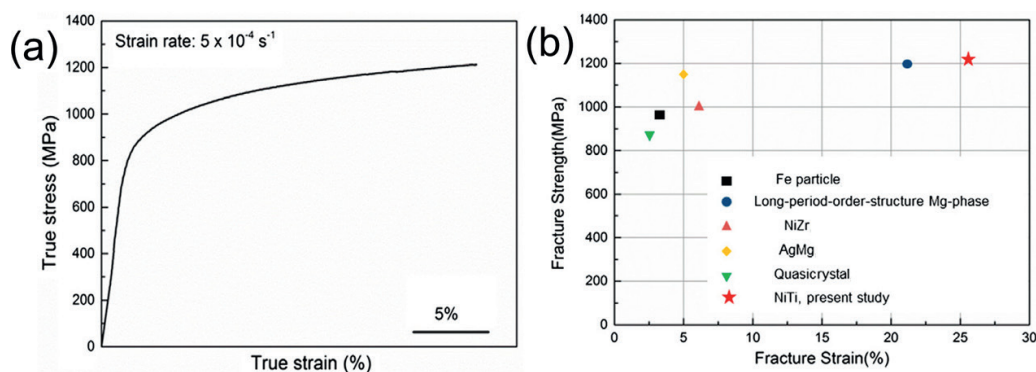 (a)
1400
1200
1000
800
600
400
200
0
True stress (MPa)
Strain rate: 5 x 10⁻⁴ s⁻¹
5%
True strain (%)
(b)
1400
1200
1000
800
600
400
200
0
Fracture Strength(MPa)
Fe particle
Long-period-order-structure Mg-phase
NiZr
AgMg
Quasicrystal
NiTi, present study
0 5 10 15 20 25 30
Fracture Strain(%)